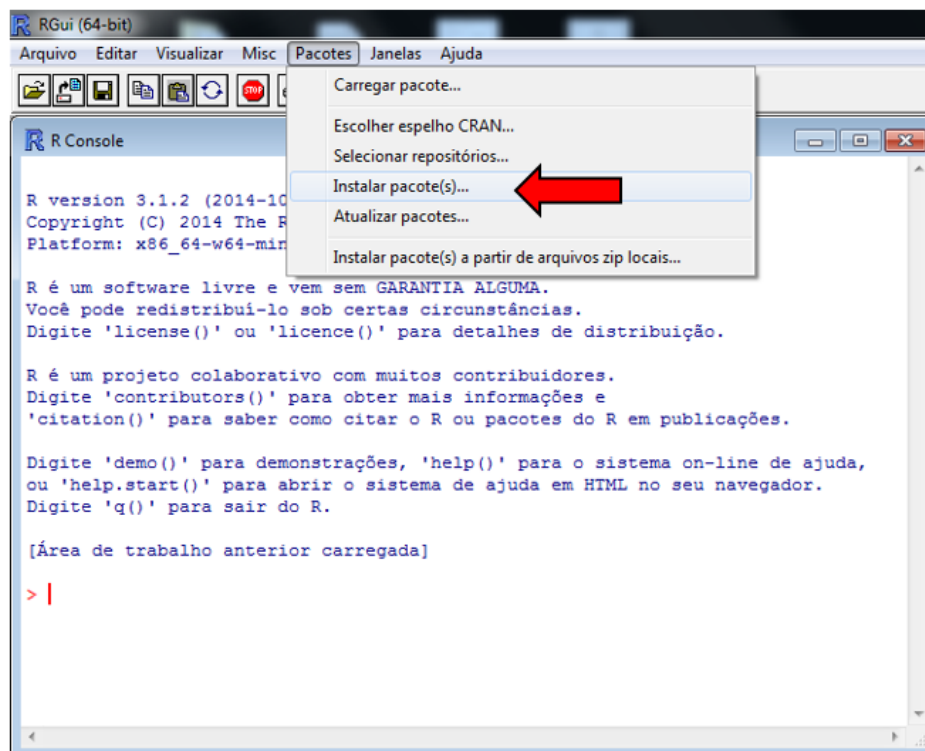 RGui (64-bit)
Arquivo Editar Visualizar Misc Pacotes Janelas Ajuda
STOP
Carregar pacote...
Escolher espelho CRAN...
Selecionar repositórios...
Instalar pacote(s)...
Atualizar pacotes...
Instalar pacote(s) a partir de arquivos zip locais...
R Console
R version 3.1.2 (2014-10
Copyright (C) 2014 The R
Platform: x86_64-w64-min
R é um software livre e vem sem GARANTIA ALGUMA.
Você pode redistribuí-lo sob certas circunstâncias.
Digite 'license()' ou 'licence()' para detalhes de distribuição.
R é um projeto colaborativo com muitos contribuidores.
Digite 'contributors()' para obter mais informações e
'citation()' para saber como citar o R ou pacotes do R em publicações.
Digite 'demo()' para demonstrações, 'help()' para o sistema on-line de ajuda,
ou 'help.start()' para abrir o sistema de ajuda em HTML no seu navegador.
Digite 'q()' para sair do R.
[Área de trabalho anterior carregada]
>